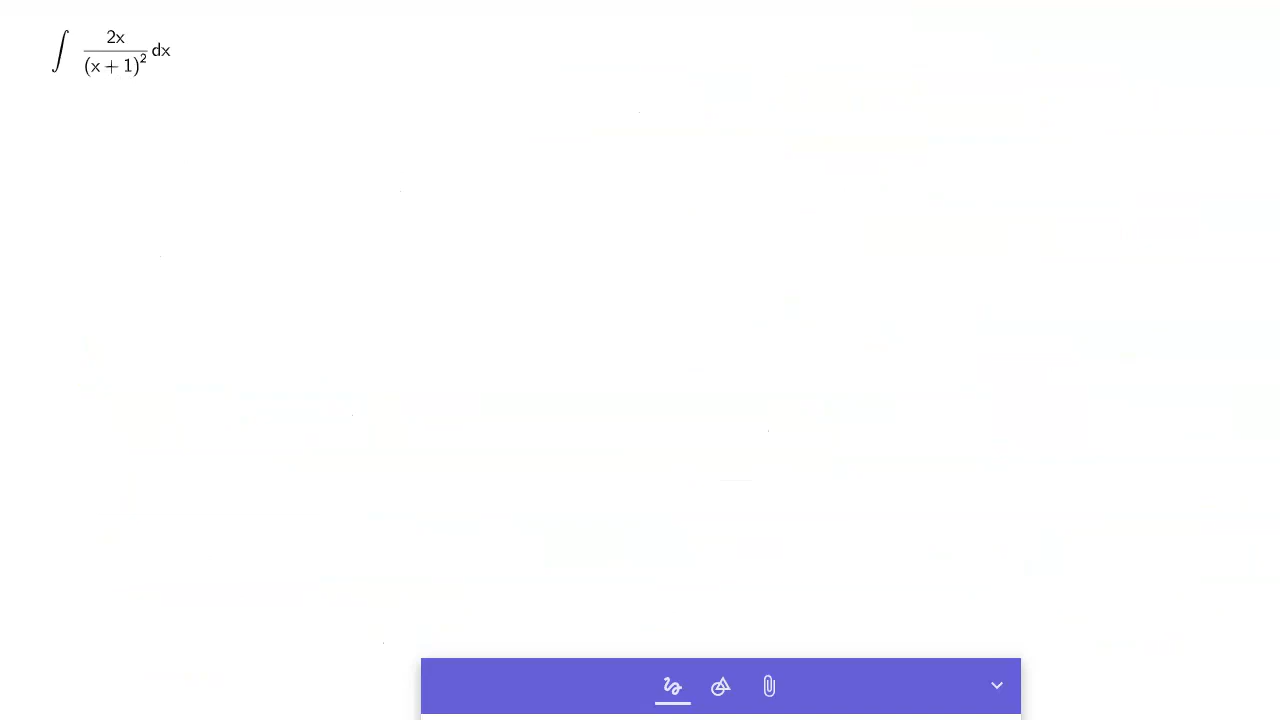 ∫ 2x/(x + 1)² dx